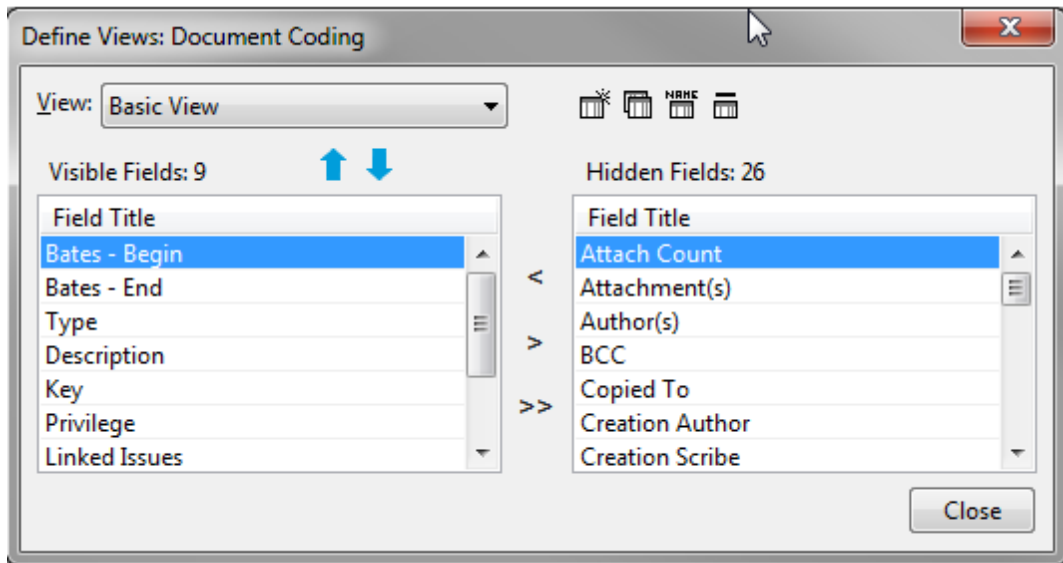 Define Views: Document Coding
X
View: Basic View
NAME
Visible Fields: 9
Hidden Fields: 26
Field Title
Bates - Begin
Bates - End
Type
Description
Key
Privilege
Linked Issues
<
>
>>
Field Title
Attach Count
Attachment(s)
Author(s)
BCC
Copied To
Creation Author
Creation Scribe
Close